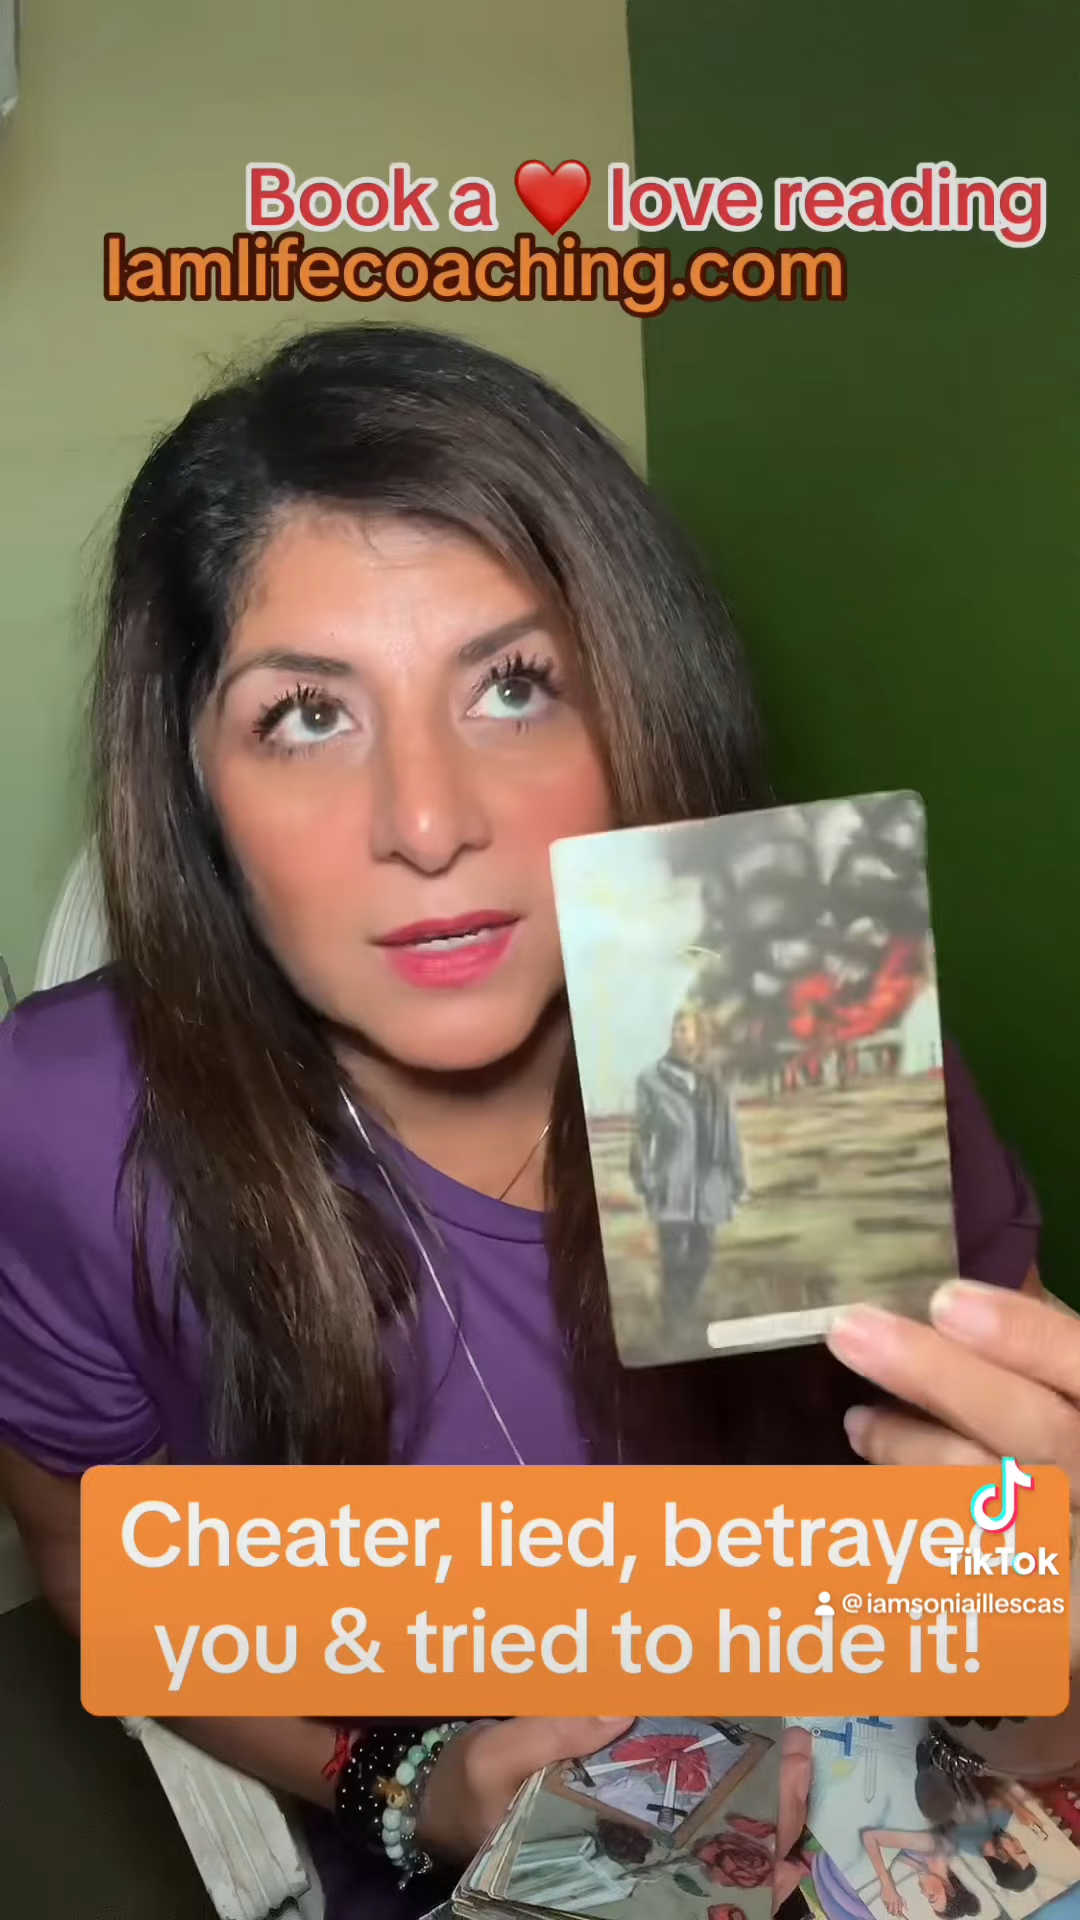 Book a ❤️ love reading
Iamlifecoaching.com
Cheater, lied, betrayed
you & tried to hide it!
TikTok
@iamsoniaillescas